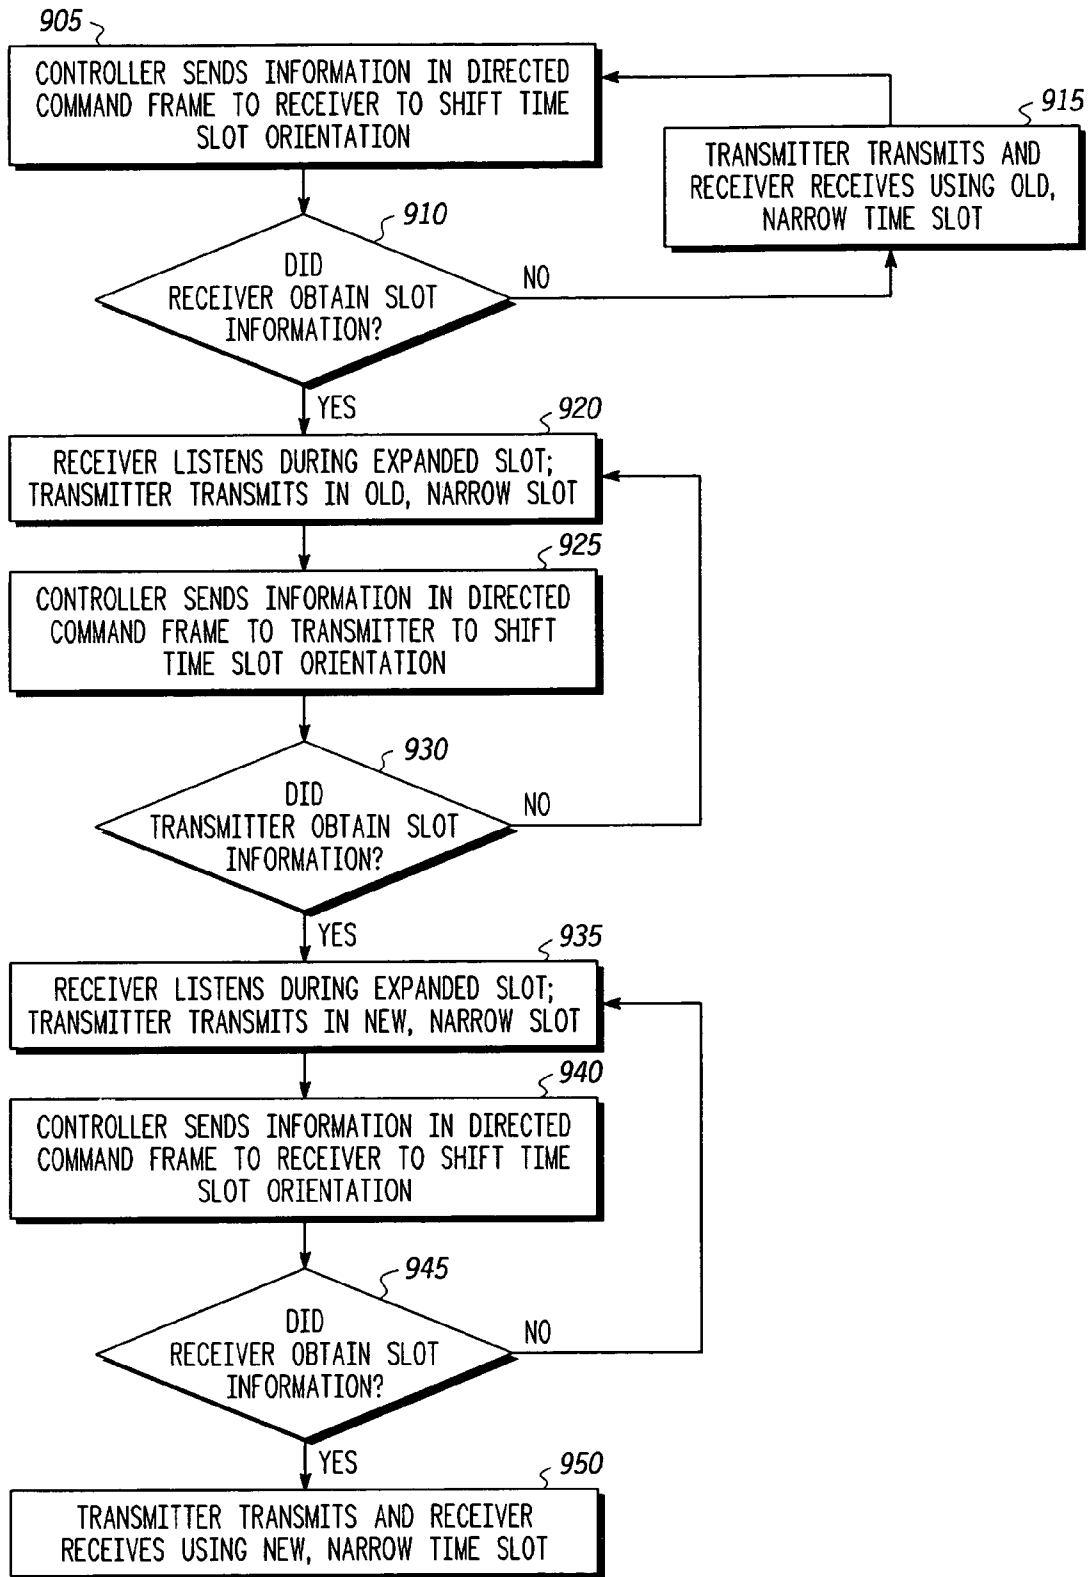 905
CONTROLLER SENDS INFORMATION IN DIRECTED
COMMAND FRAME TO RECEIVER TO SHIFT TIME
SLOT ORIENTATION
915
TRANSMITTER TRANSMITS AND
RECEIVER RECEIVES USING OLD,
NARROW TIME SLOT
910
DID
RECEIVER OBTAIN SLOT
INFORMATION?
NO
YES
920
RECEIVER LISTENS DURING EXPANDED SLOT;
TRANSMITTER TRANSMITS IN OLD, NARROW SLOT
925
CONTROLLER SENDS INFORMATION IN DIRECTED
COMMAND FRAME TO TRANSMITTER TO SHIFT
TIME SLOT ORIENTATION
930
DID
TRANSMITTER OBTAIN SLOT
INFORMATION?
NO
YES
935
RECEIVER LISTENS DURING EXPANDED SLOT;
TRANSMITTER TRANSMITS IN NEW, NARROW SLOT
940
CONTROLLER SENDS INFORMATION IN DIRECTED
COMMAND FRAME TO RECEIVER TO SHIFT TIME
SLOT ORIENTATION
945
DID
RECEIVER OBTAIN SLOT
INFORMATION?
NO
YES
950
TRANSMITTER TRANSMITS AND RECEIVER
RECEIVES USING NEW, NARROW TIME SLOT